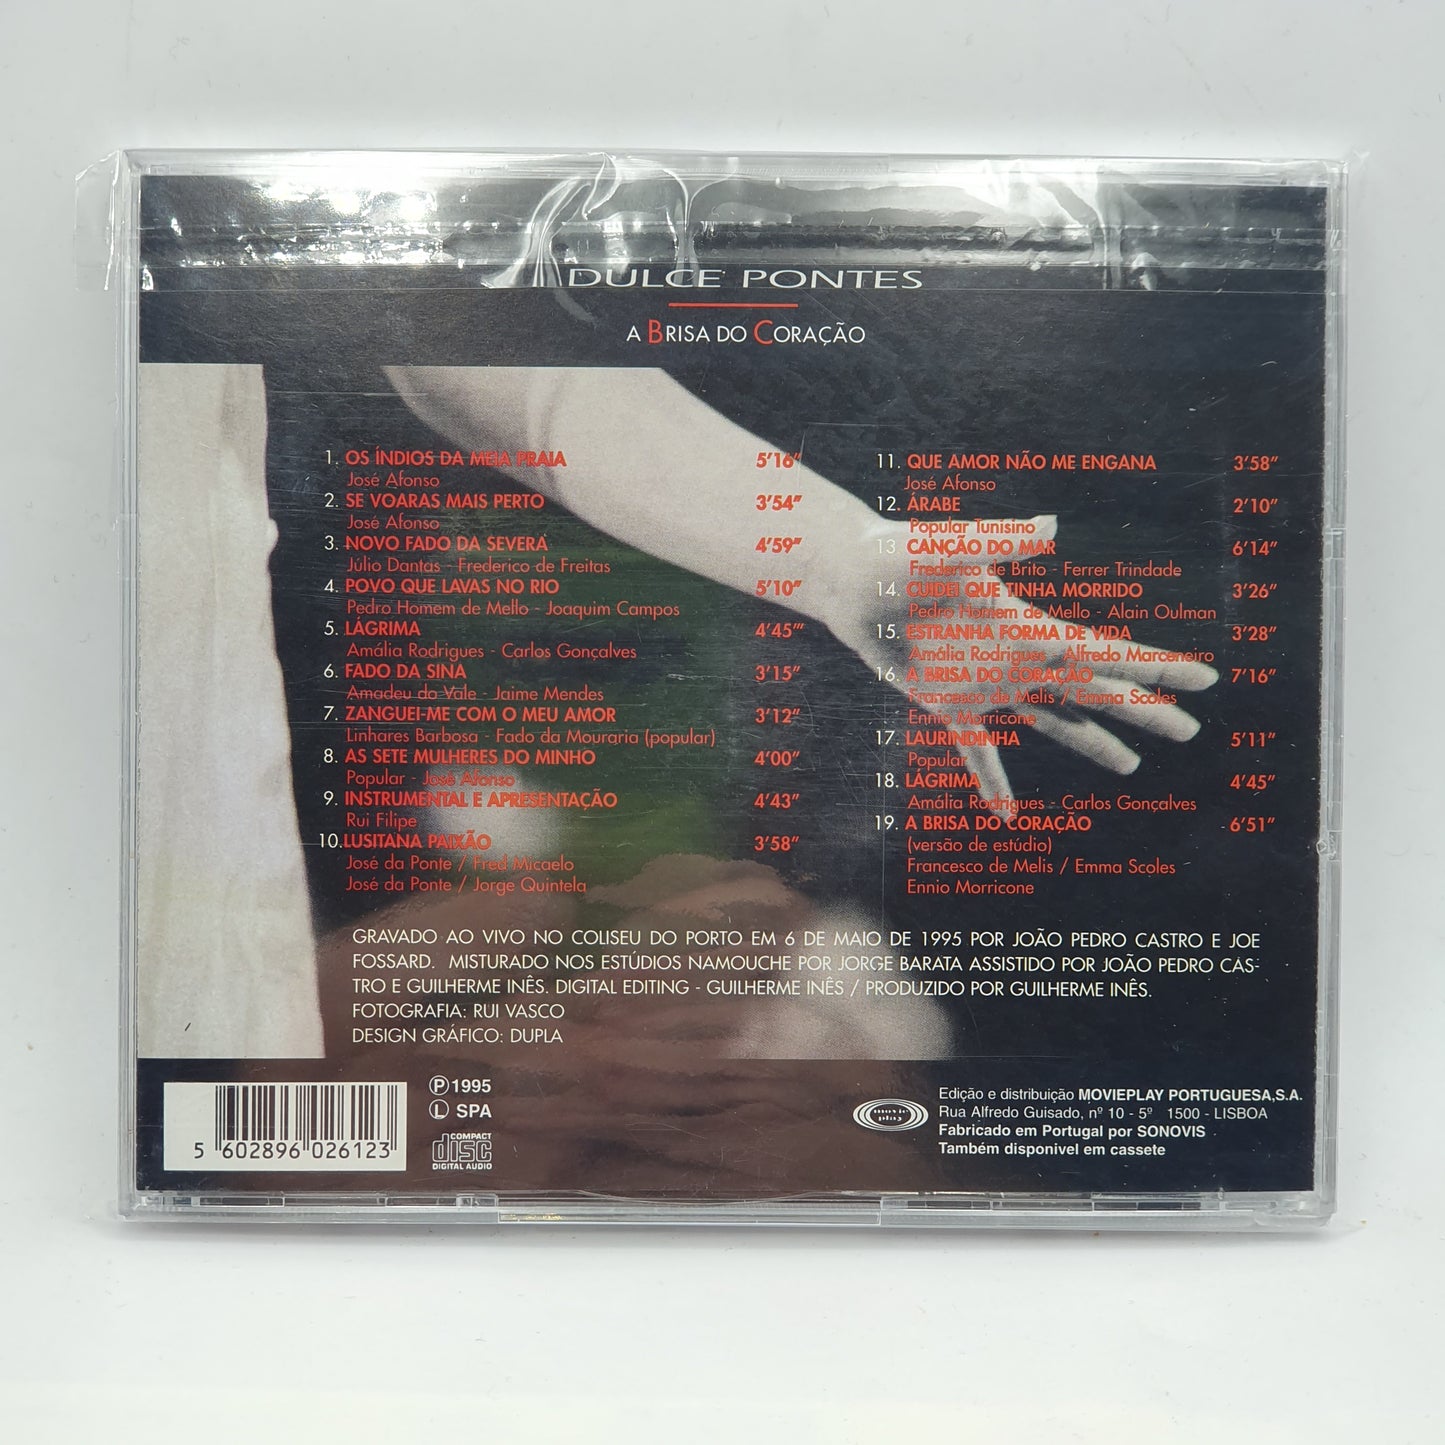 DULCE PONTES
A BRISA DO CORAÇÃO
1. OS ÍNDIOS DA MEIA PRAIA 5'16"
José Afonso
2. SE VOARAS MAIS PERTO 3'54"
José Afonso
3. NOVO FADO DA SEVERA 4'59"
Júlio Dantas - Frederico de Freitas
4. POVO QUE LAVAS NO RIO 5'10"
Pedro Homem de Mello - Joaquim Campos
5. LÁGRIMA 4'45'"
Amália Rodrigues - Carlos Gonçalves
6. FADO DA SINA 3'15"
Amadeu do Vale - Jaime Mendes
7. ZANGUEI-ME COM O MEU AMOR 3'12"
Linhares Barbosa - Fado da Mouraria (popular)
8. AS SETE MULHERES DO MINHO 4'00"
Popular - José Afonso
9. INSTRUMENTAL E APRESENTAÇÃO 4'43"
Rui Filipe
10. LUSITANA PAIXÃO 3'58"
José da Ponte / Fred Micaelo
José da Ponte / Jorge Quintela
11. QUE AMOR NÃO ME ENGANA 3'58"
José Afonso
12. ÁRABE 2'10"
Popular Tunisino
13. CANÇÃO DO MAR 6'14"
Frederico de Brito - Ferrer Trindade
14. CUIDEI QUE TINHA MORRIDO 3'26"
Pedro Homem de Mello - Alain Oulman
15. ESTRANHA FORMA DE VIDA 3'28"
Amália Rodrigues - Alfredo Marceneiro
16. A BRISA DO CORAÇÃO 7'16"
Francesco de Melis / Emma Scoles
Ennio Morricone
17. LAURINDINHA 5'11"
Popular
18. LÁGRIMA 4'45"
Amália Rodrigues - Carlos Gonçalves
19. A BRISA DO CORAÇÃO 6'51"
(versão de estúdio)
Francesco de Melis / Emma Scoles
Ennio Morricone
GRAVADO AO VIVO NO COLISEU DO PORTO EM 6 DE MAIO DE 1995 POR JOÃO PEDRO CASTRO E JOE
FOSSARD. MISTURADO NOS ESTÚDIOS NAMOUCHE POR JORGE BARATA ASSISTIDO POR JOÃO PEDRO CAS-
TRO E GUILHERME INÊS. DIGITAL EDITING - GUILHERME INÊS / PRODUZIDO POR GUILHERME INÊS.
FOTOGRAFIA: RUI VASCO
DESIGN GRÁFICO: DUPLA
5 602896 026123
Ⓟ 1995
Ⓛ SPA
COMPACT
disc
DIGITAL AUDIO
movie
play
Edição e distribuição MOVIEPLAY PORTUGUESA,S.A.
Rua Alfredo Guisado, nº 10 - 5º 1500 - LISBOA
Fabricado em Portugal por SONOVIS
Também disponivel em cassete